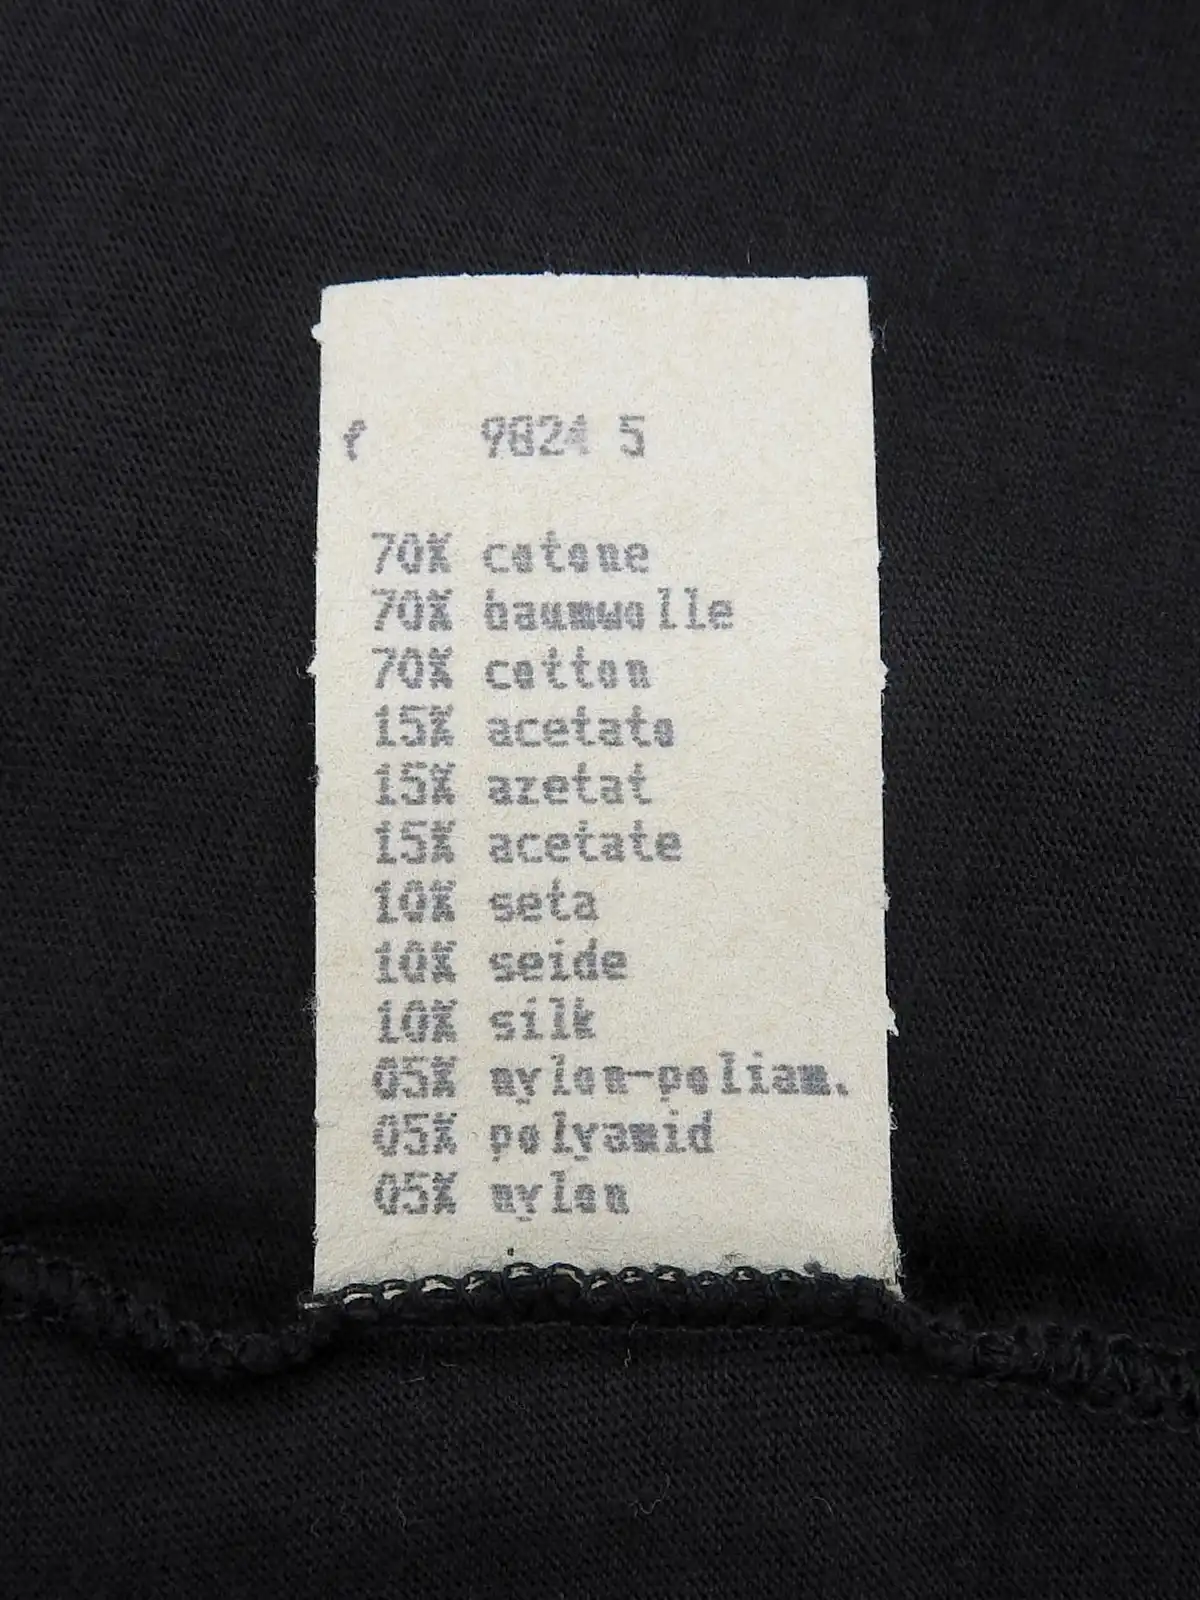 9824 5
70% cotone
70% baumwolle
70% cotton
15% acetato
15% azetat
15% acetate
10% seta
10% seide
10% silk
05% nylon-poliam.
05% polyamid
05% nylon